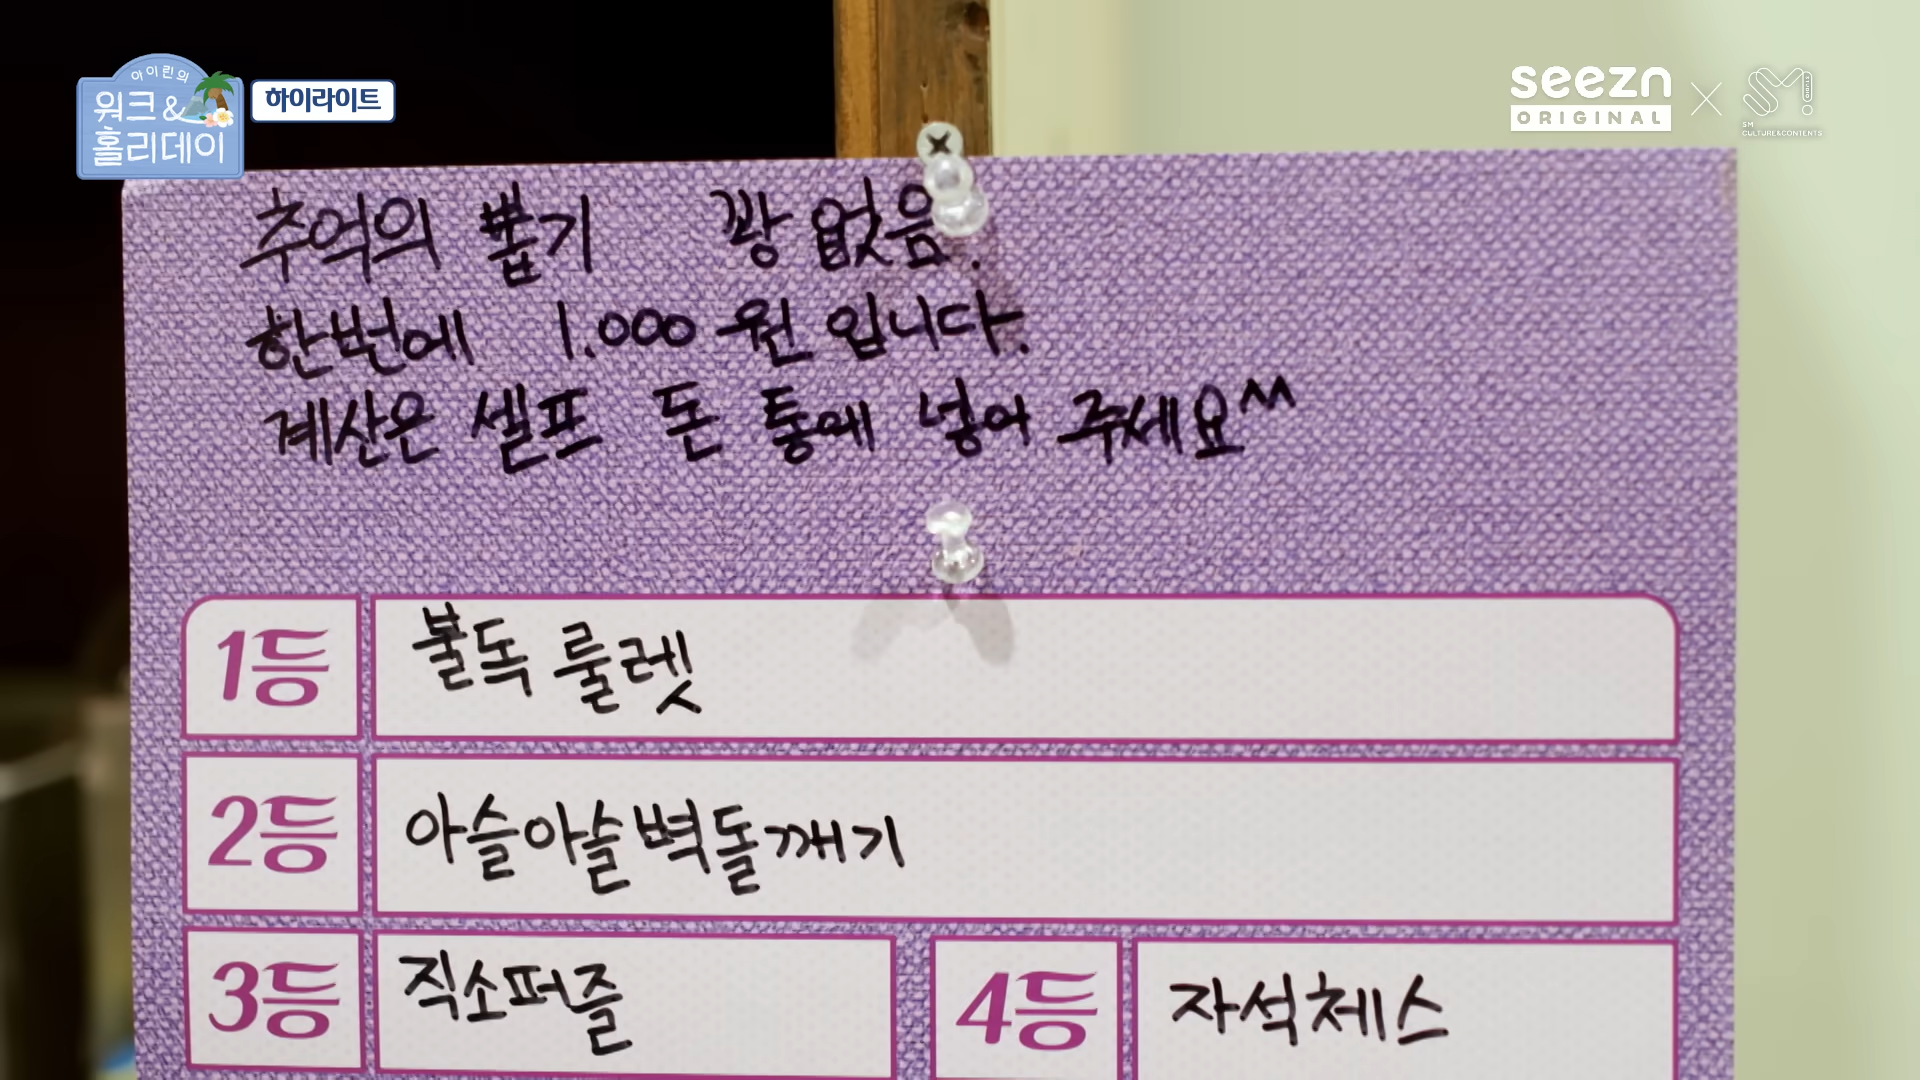 아이린의
워크&
홀리데이
하이라이트
seezn
ORIGINAL
SM
CULTURE&CONTENTS
추억의 뽑기 꽝 없음.
한번에 1.000원 입니다.
계산은 셀프 돈 통에 넣어 주세요^^
1등 불독 룰렛
2등 아슬아슬벽돌깨기
3등 직소퍼즐 4등 자석체스